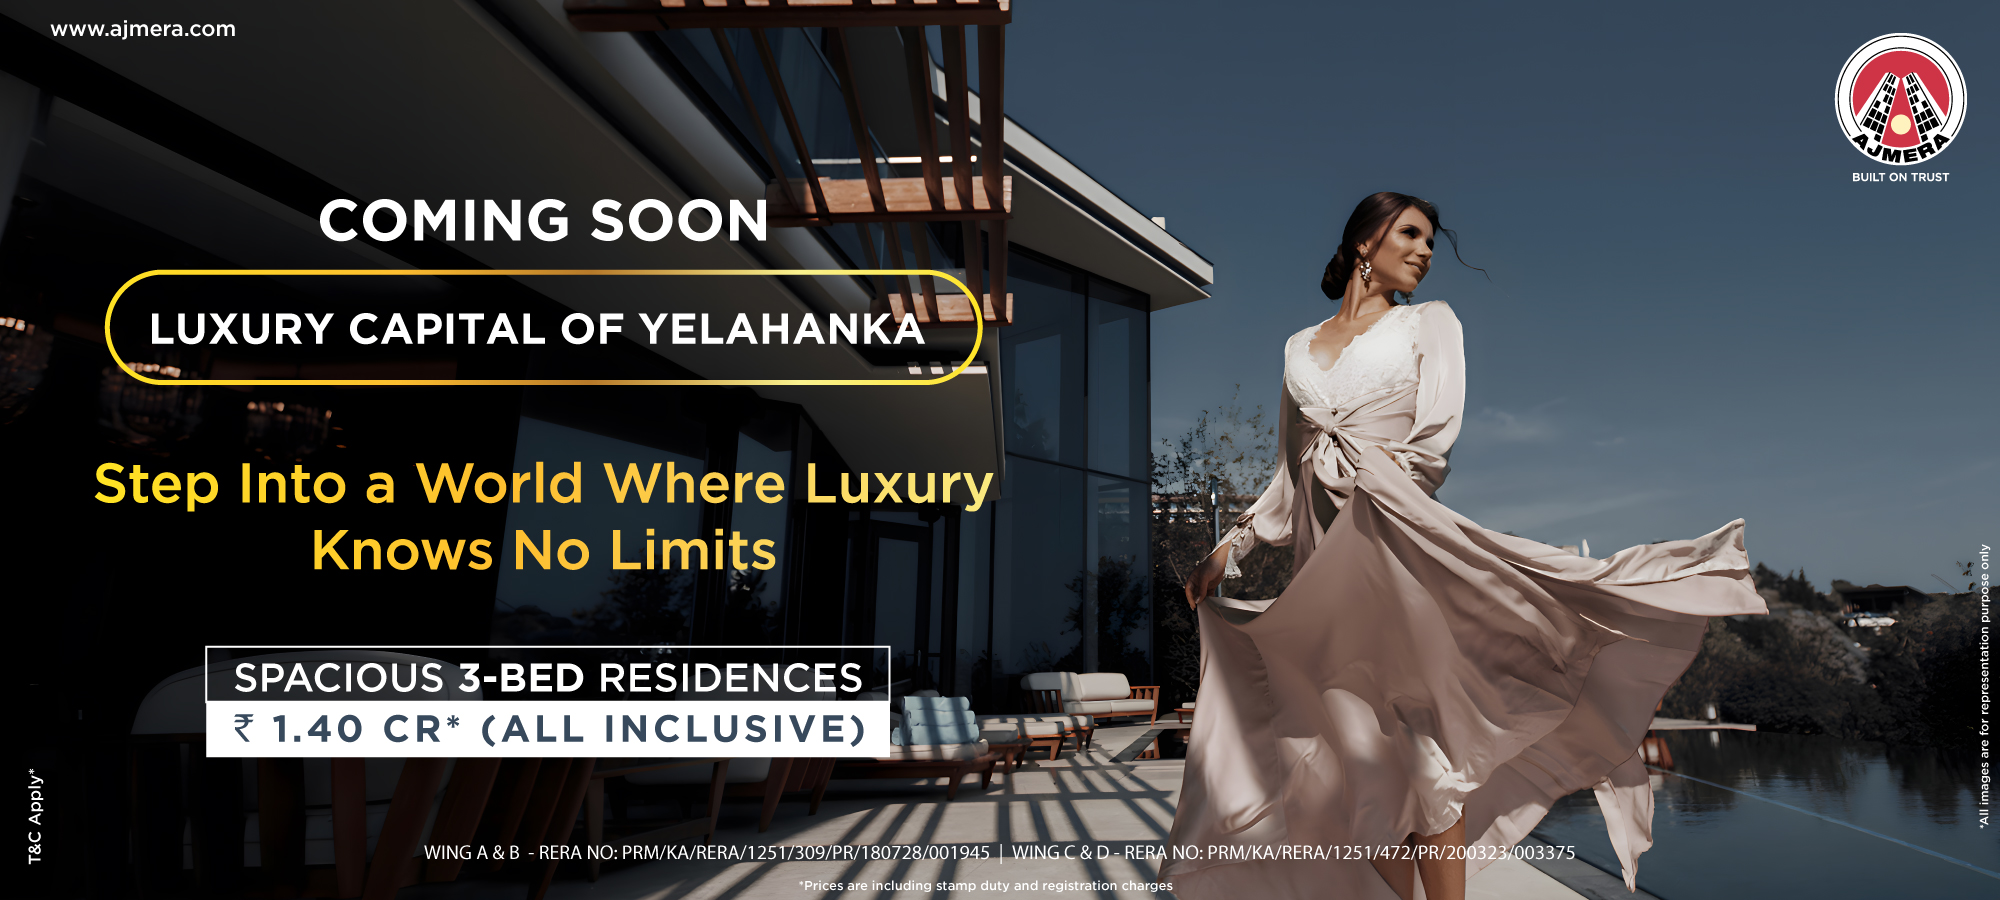 www.ajmera.com
AJMERA
BUILT ON TRUST
COMING SOON
LUXURY CAPITAL OF YELAHANKA
Step Into a World Where Luxury
Knows No Limits
SPACIOUS 3-BED RESIDENCES
₹ 1.40 CR* (ALL INCLUSIVE)
T&C Apply*
*All images are for representation purpose only
WING A & B - RERA NO: PRM/KA/RERA/1251/309/PR/180728/001945 | WING C & D - RERA NO: PRM/KA/RERA/1251/472/PR/200323/003375
*Prices are including stamp duty and registration charges